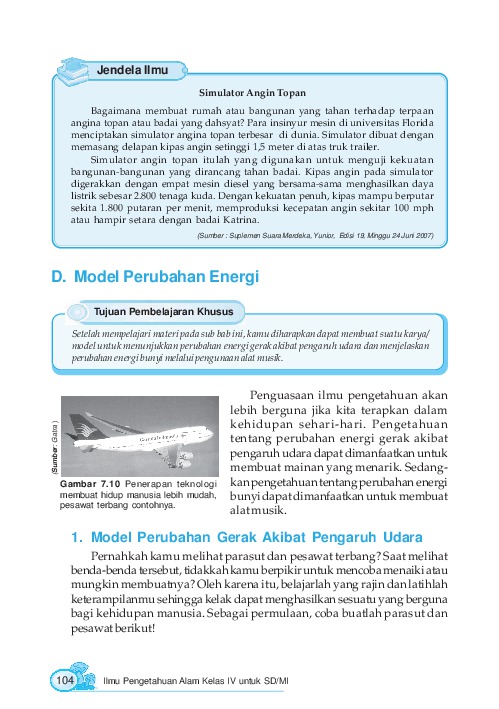 Jendela Ilmu
Simulator Angin Topan
Bagaimana membuat rumah atau bangunan yang tahan terhadap terpaan
angina topan atau badai yang dahsyat? Para insinyur mesin di universitas Florida
menciptakan simulator angina topan terbesar di dunia. Simulator dibuat dengan
memasang delapan kipas angin setinggi 1,5 meter di atas truk trailer.
Simulator angin topan itulah yang digunakan untuk menguji kekuatan
bangunan-bangunan yang dirancang tahan badai. Kipas angin pada simulator
digerakkan dengan empat mesin diesel yang bersama-sama menghasilkan daya
listrik sebesar 2.800 tenaga kuda. Dengan kekuatan penuh, kipas mampu berputar
sekita 1.800 putaran per menit, memproduksi kecepatan angin sekitar 100 mph
atau hampir setara dengan badai Katrina.
(Sumber : Suplemen Suara Merdeka, Yunior, Edisi 19, Minggu 24 Juni 2007)
D. Model Perubahan Energi
Tujuan Pembelajaran Khusus
Setelah mempelajari materi pada sub bab ini, kamu diharapkan dapat membuat suatu karya/
model untuk menunjukkan perubahan energi gerak akibat pengaruh udara dan menjelaskan
perubahan energi bunyi melalui pengunaan alat musik.
(Sumber: Gatra)
Garuda Indonesia
Gambar 7.10 Penerapan teknologi
membuat hidup manusia lebih mudah,
pesawat terbang contohnya.
Penguasaan ilmu pengetahuan akan
lebih berguna jika kita terapkan dalam
kehidupan sehari-hari. Pengetahuan
tentang perubahan energi gerak akibat
pengaruh udara dapat dimanfaatkan untuk
membuat mainan yang menarik. Sedang-
kan pengetahuan tentang perubahan energi
bunyi dapat dimanfaatkan untuk membuat
alat musik.
1. Model Perubahan Gerak Akibat Pengaruh Udara
Pernahkah kamu melihat parasut dan pesawat terbang? Saat melihat
benda-benda tersebut, tidakkah kamu berpikir untuk mencoba menaiki atau
mungkin membuatnya? Oleh karena itu, belajarlah yang rajin dan latihlah
keterampilanmu sehingga kelak dapat menghasilkan sesuatu yang berguna
bagi kehidupan manusia. Sebagai permulaan, coba buatlah parasut dan
pesawat berikut!
104
Ilmu Pengetahuan Alam Kelas IV untuk SD/MI